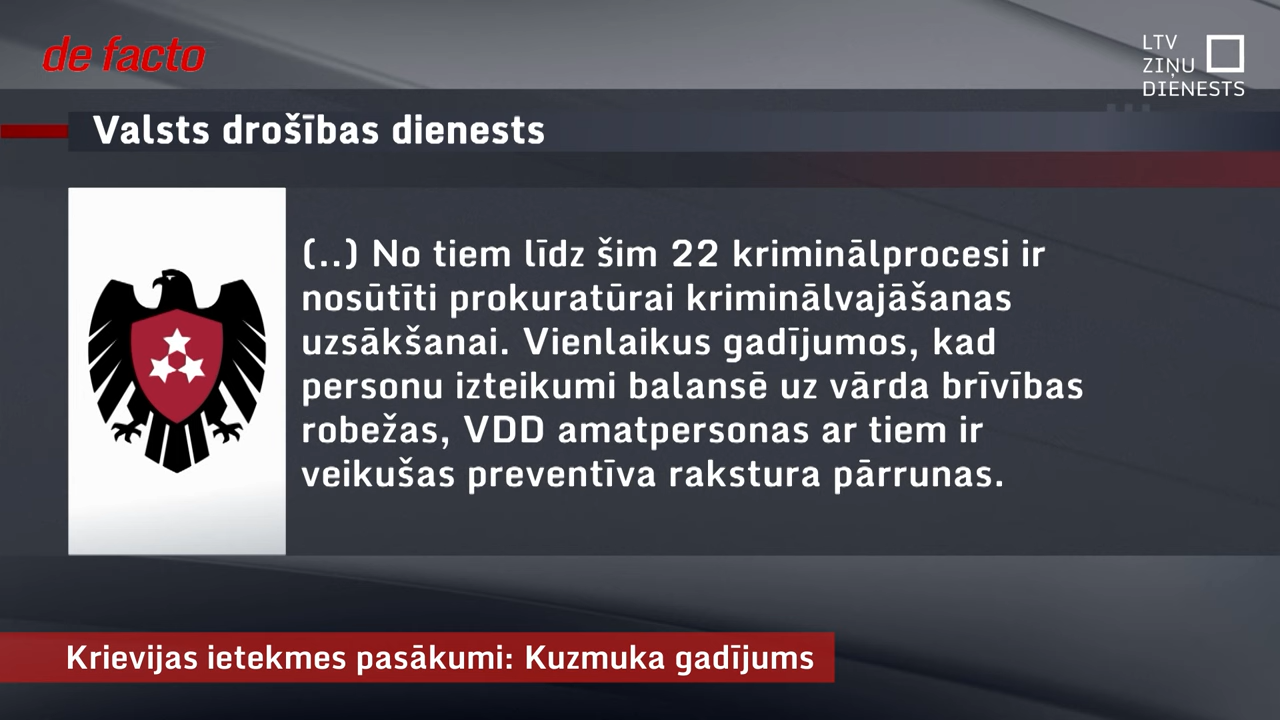 de facto
LTV
ZIŅU
DIENESTS
Valsts drošības dienests
(..) No tiem līdz šim 22 kriminālprocesi ir
nosūtīti prokuratūrai kriminālvajāšanas
uzsākšanai. Vienlaikus gadījumos, kad
personu izteikumi balansē uz vārda brīvības
robežas, VDD amatpersonas ar tiem ir
veikušas preventīva rakstura pārrunas.
Krievijas ietekmes pasākumi: Kuzmuka gadījums